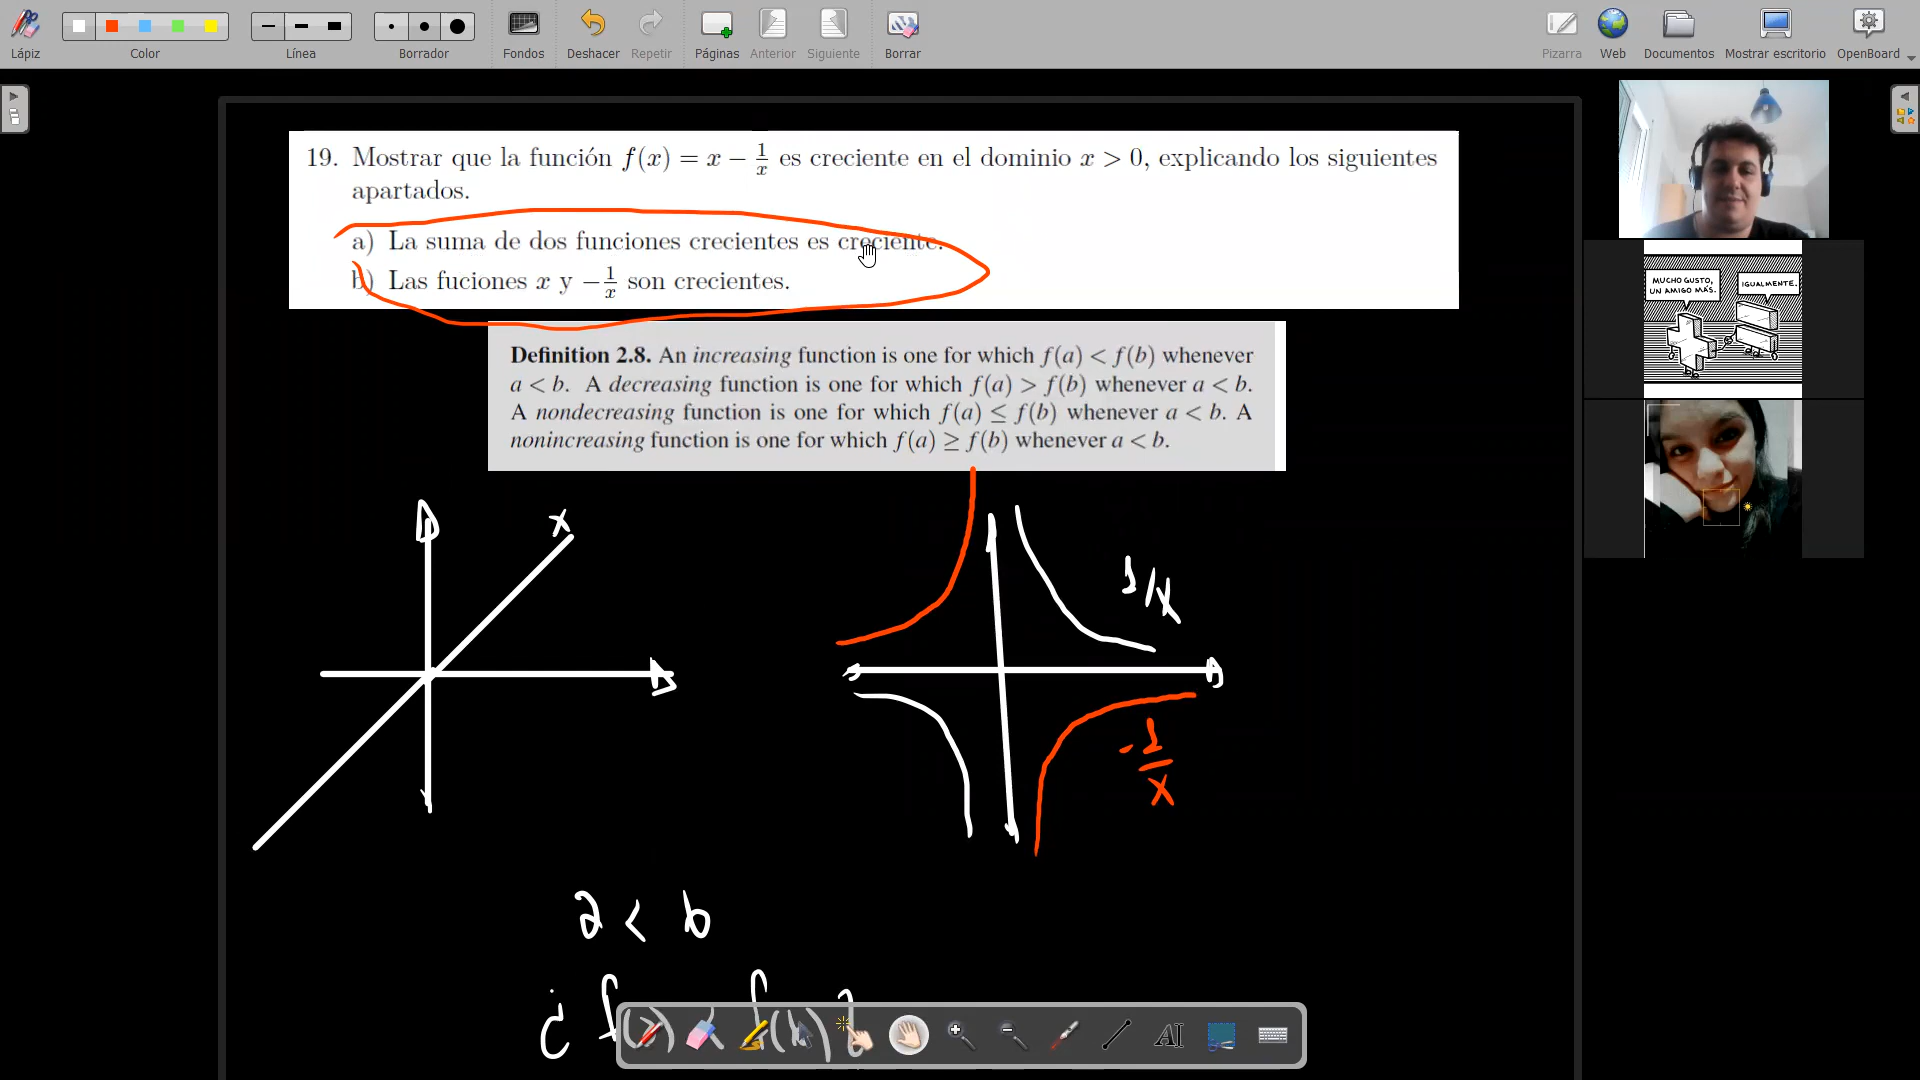 Lápiz
Color
Línea
Borrador
Fondos
Deshacer
Repetir
Páginas
Anterior
Siguiente
Borrar
Pizarra
Web
Documentos
Mostrar escritorio
OpenBoard
19. Mostrar que la función f(x) = x − 1/x es creciente en el dominio x > 0, explicando los siguientes
apartados.
a) La suma de dos funciones crecientes es creciente.
b) Las fuciones x y −1/x son crecientes.
Definition 2.8. An increasing function is one for which f(a) < f(b) whenever
a < b. A decreasing function is one for which f(a) > f(b) whenever a < b.
A nondecreasing function is one for which f(a) ≤ f(b) whenever a < b. A
nonincreasing function is one for which f(a) ≥ f(b) whenever a < b.
MUCHO GUSTO,
UN AMIGO MÁS.
IGUALMENTE.
x
1/x
-1/x
a < b
¿ f(a) < f(b) ?
AI